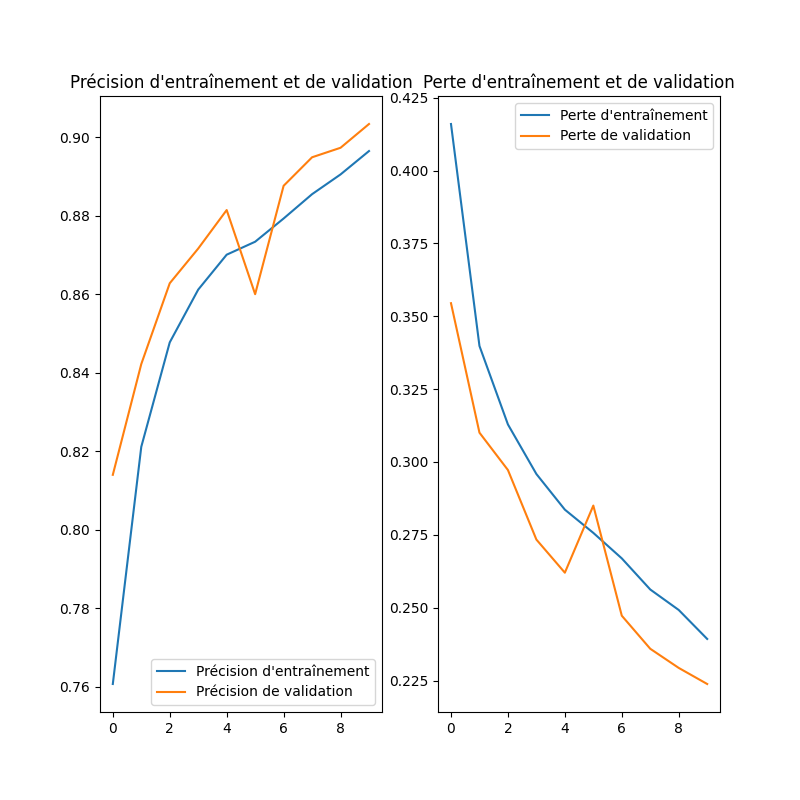 Précision d'entraînement et de validation
0.90
0.88
0.86
0.84
0.82
0.80
0.78
0.76
Précision d'entraînement
Précision de validation
0 2 4 6 8
Perte d'entraînement et de validation
0.425
0.400
0.375
0.350
0.325
0.300
0.275
0.250
0.225
Perte d'entraînement
Perte de validation
0 2 4 6 8